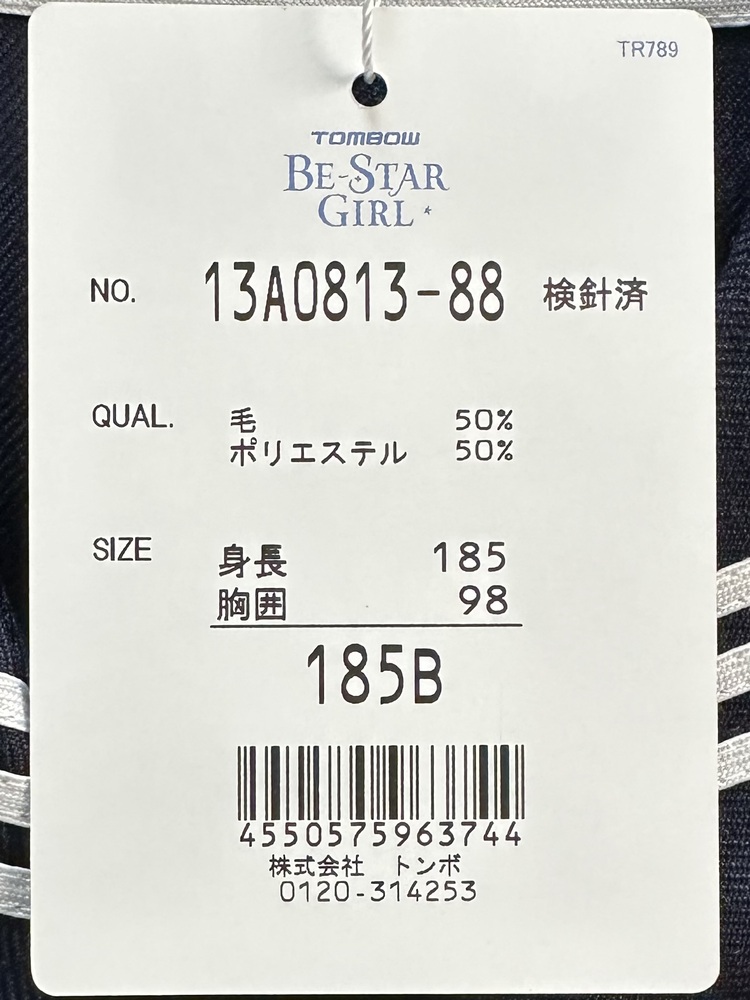 TR789
TOMBOW
BE-STAR
GIRL
NO. 13A0813-88 検針済
QUAL. 毛 50%
ポリエステル 50%
SIZE 身長 185
胸囲 98
185B
4550575963744
株式会社 トンボ
0120-314253